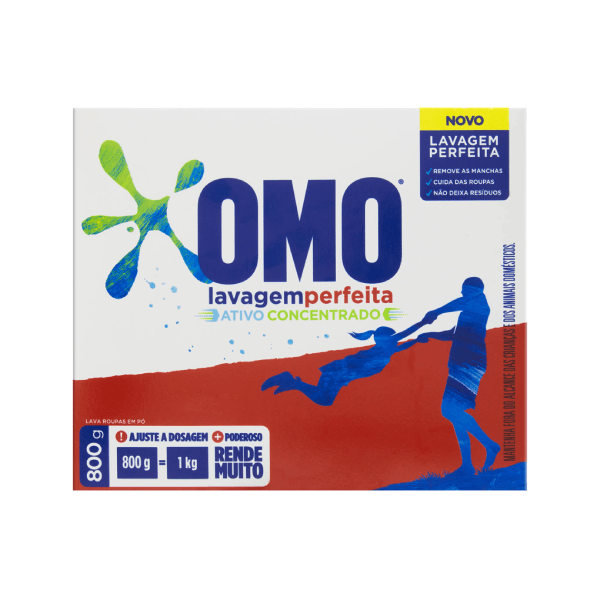 NOVO
LAVAGEM
PERFEITA
✓ REMOVE AS MANCHAS
✓ CUIDA DAS ROUPAS
✓ NÃO DEIXA RESÍDUOS
OMO®
lavagemperfeita
ATIVO CONCENTRADO
MANTENHA FORA DO ALCANCE DAS CRIANÇAS E DOS ANIMAIS DOMÉSTICOS.
LAVA ROUPAS EM PÓ
800 g
! AJUSTE A DOSAGEM + PODEROSO
800 g = 1 kg RENDE
MUITO